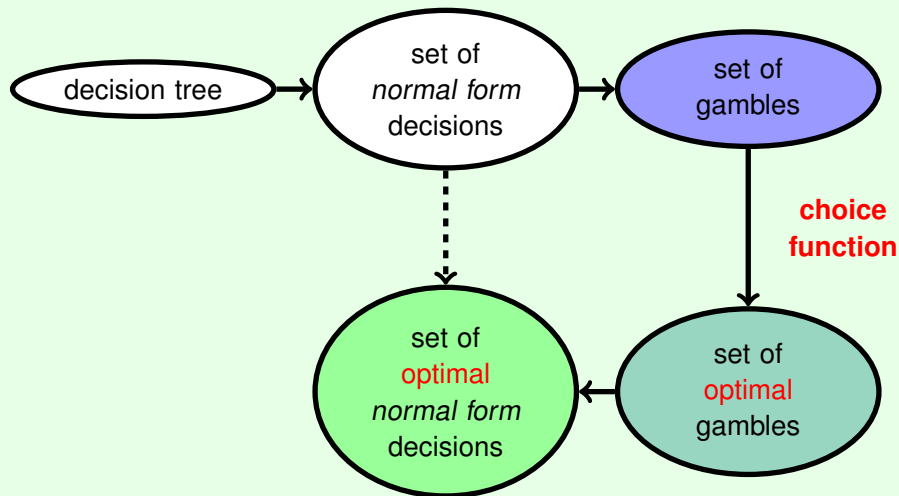 decision tree
set of
normal form
decisions
set of
gambles
choice
function
set of
optimal
normal form
decisions
set of
optimal
gambles